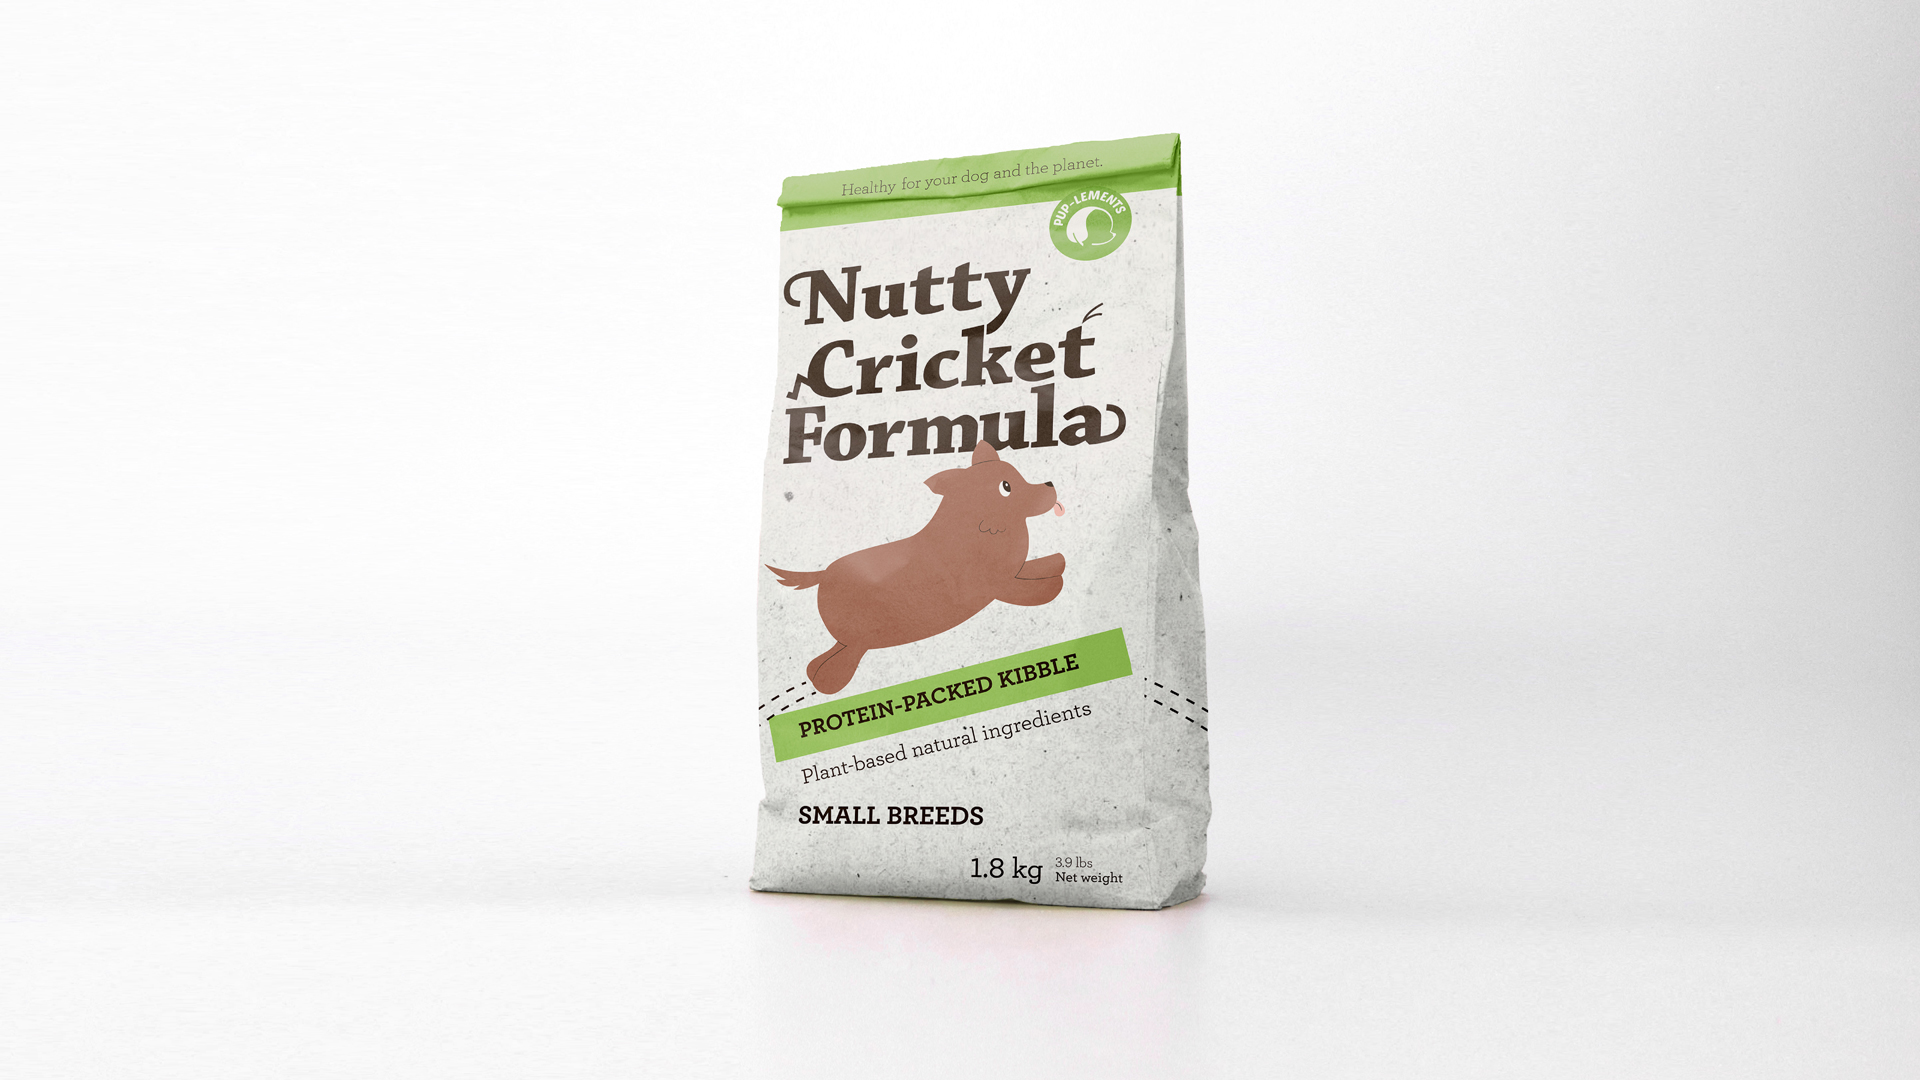 Healthy for your dog and the planet.
PUP-LEMENTS
Nutty
Cricket
Formula
PROTEIN-PACKED KIBBLE
Plant-based natural ingredients
SMALL BREEDS
1.8 kg
3.9 lbs
Net weight